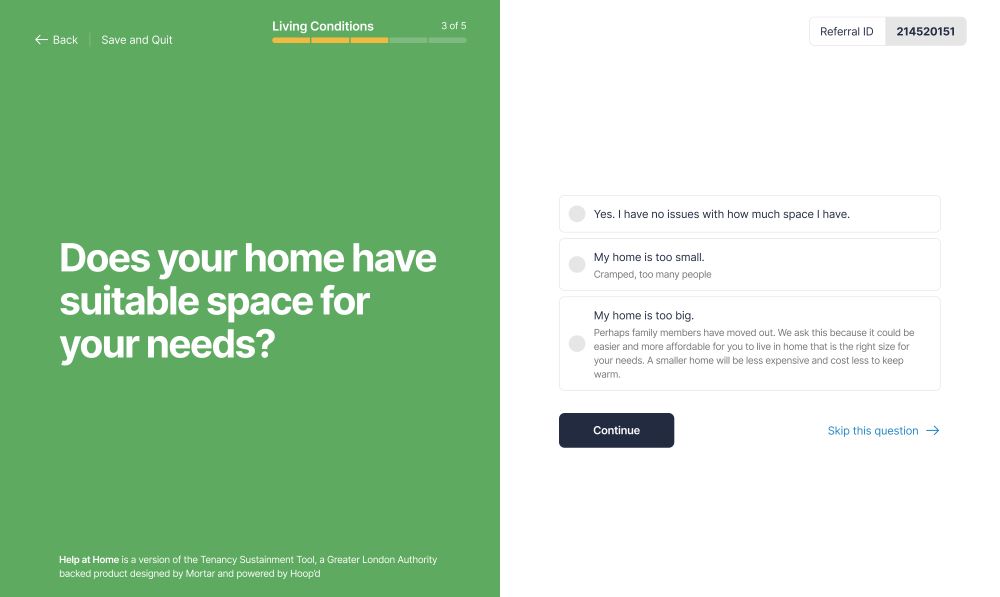 Living Conditions
3 of 5
Back
Save and Quit
Referral ID
214520151
Does your home have
suitable space for
your needs?
Yes. I have no issues with how much space I have.
My home is too small.
Cramped, too many people
My home is too big.
Perhaps family members have moved out. We ask this because it could be
easier and more affordable for you to live in home that is the right size for
your needs. A smaller home will be less expensive and cost less to keep
warm.
Continue
Skip this question
Help at Home is a version of the Tenancy Sustainment Tool, a Greater London Authority
backed product designed by Mortar and powered by Hoop'd